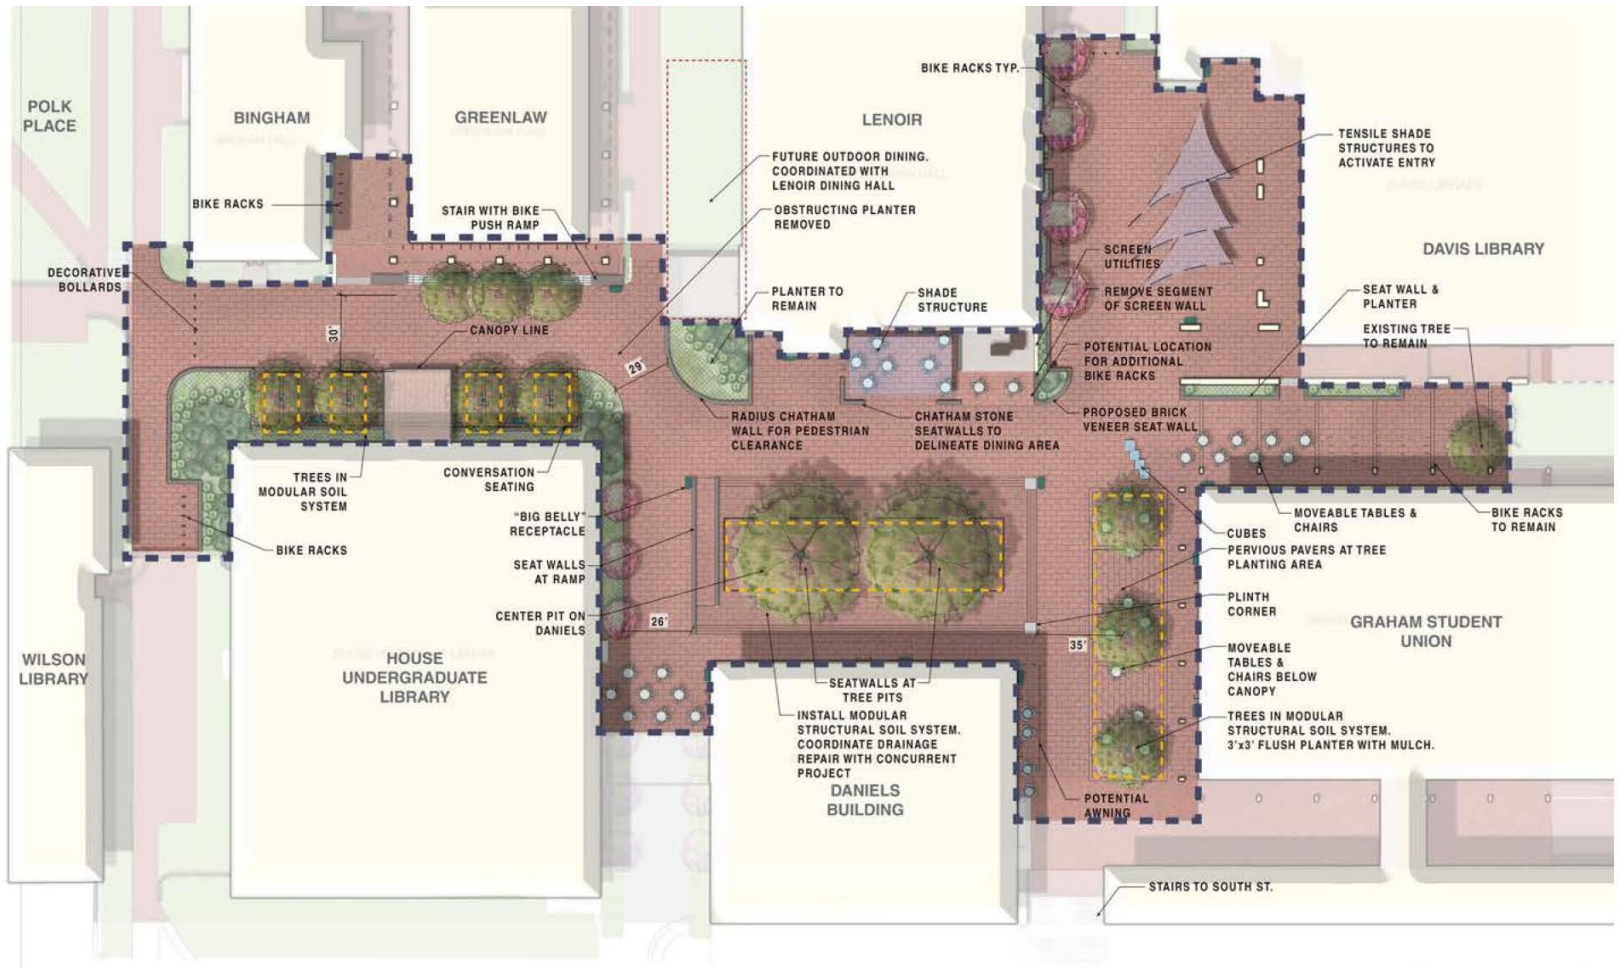 POLK
PLACE
BINGHAM
GREENLAW
LENOIR
BIKE RACKS TYP.
TENSILE SHADE
STRUCTURES TO
ACTIVATE ENTRY
FUTURE OUTDOOR DINING.
COORDINATED WITH
LENOIR DINING HALL
BIKE RACKS
STAIR WITH BIKE
PUSH RAMP
OBSTRUCTING PLANTER
REMOVED
DAVIS LIBRARY
SCREEN
UTILITIES
DECORATIVE
BOLLARDS
PLANTER TO
REMAIN
SHADE
STRUCTURE
REMOVE SEGMENT
OF SCREEN WALL
SEAT WALL &
PLANTER
30'
CANOPY LINE
EXISTING TREE
TO REMAIN
POTENTIAL LOCATION
FOR ADDITIONAL
BIKE RACKS
29'
RADIUS CHATHAM
WALL FOR PEDESTRIAN
CLEARANCE
CHATHAM STONE
SEATWALLS TO
DELINEATE DINING AREA
PROPOSED BRICK
VENEER SEAT WALL
TREES IN
MODULAR SOIL
SYSTEM
CONVERSATION
SEATING
"BIG BELLY"
RECEPTACLE
MOVEABLE TABLES &
CHAIRS
BIKE RACKS
TO REMAIN
CUBES
BIKE RACKS
PERVIOUS PAVERS AT TREE
PLANTING AREA
SEAT WALLS
AT RAMP
CENTER PIT ON
DANIELS
26'
PLINTH
CORNER
35'
GRAHAM STUDENT
UNION
WILSON
LIBRARY
HOUSE
UNDERGRADUATE
LIBRARY
MOVEABLE
TABLES &
CHAIRS BELOW
CANOPY
SEATWALLS AT
TREE PITS
INSTALL MODULAR
STRUCTURAL SOIL SYSTEM.
COORDINATE DRAINAGE
REPAIR WITH CONCURRENT
PROJECT
TREES IN MODULAR
STRUCTURAL SOIL SYSTEM.
3'x3' FLUSH PLANTER WITH MULCH.
DANIELS
BUILDING
POTENTIAL
AWNING
STAIRS TO SOUTH ST.